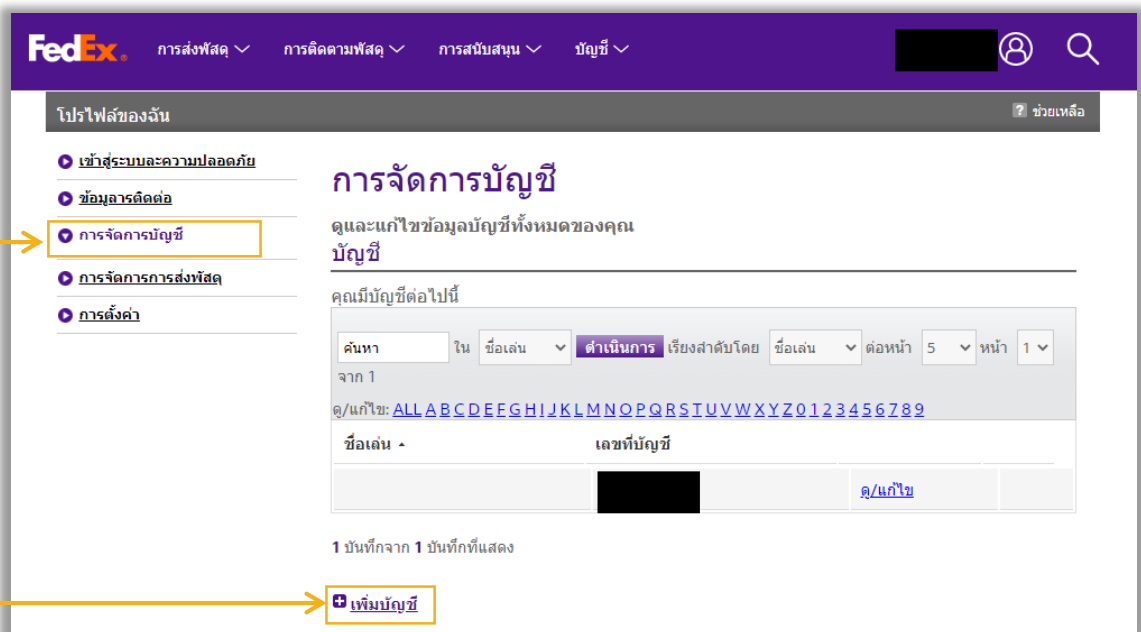 FedEx® การส่งพัสดุ การติดตามพัสดุ การสนับสนุน บัญชี
โปรไฟล์ของฉัน ? ช่วยเหลือ
เข้าสู่ระบบละความปลอดภัย
ข้อมูลารติดต่อ
การจัดการบัญชี
การจัดการการส่งพัสดุ
การตั้งค่า
การจัดการบัญชี
ดูและแก้ไขข้อมูลบัญชีทั้งหมดของคุณ
บัญชี
คุณมีบัญชีต่อไปนี้
ค้นหา ใน ชื่อเล่น ดำเนินการ เรียงลำดับโดย ชื่อเล่น ต่อหน้า 5 หน้า 1
จาก 1
ดู/แก้ไข: ALL A B C D E F G H I J K L M N O P Q R S T U V W X Y Z 0 1 2 3 4 5 6 7 8 9
ชื่อเล่น เลขที่บัญชี
ดู/แก้ไข
1 บันทึกจาก 1 บันทึกที่แสดง
เพิ่มบัญชี